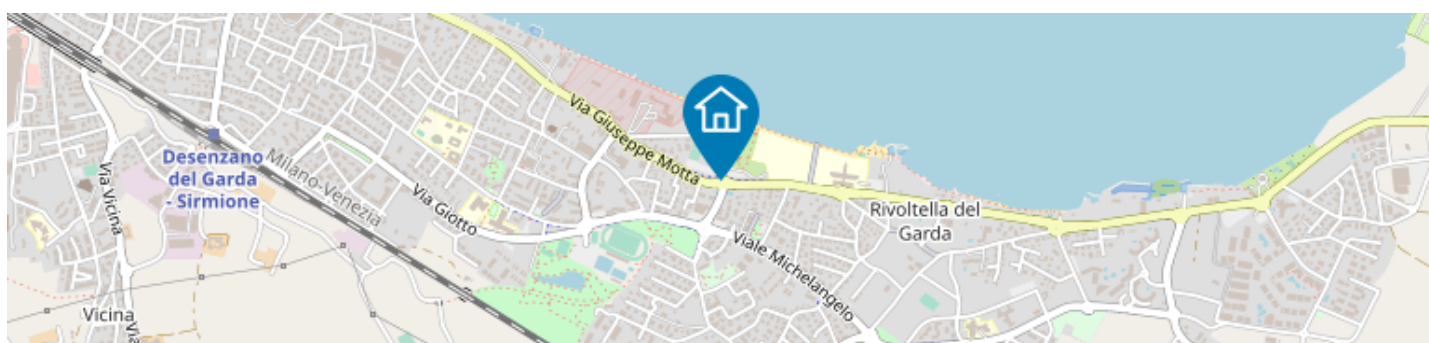 Via Giuseppe Motta
Desenzano
del Garda
- Sirmione
Milano-Venezia
Via Vicina
Via Giotto
Rivoltella del
Garda
Viale Michelangelo
Vicina
Via